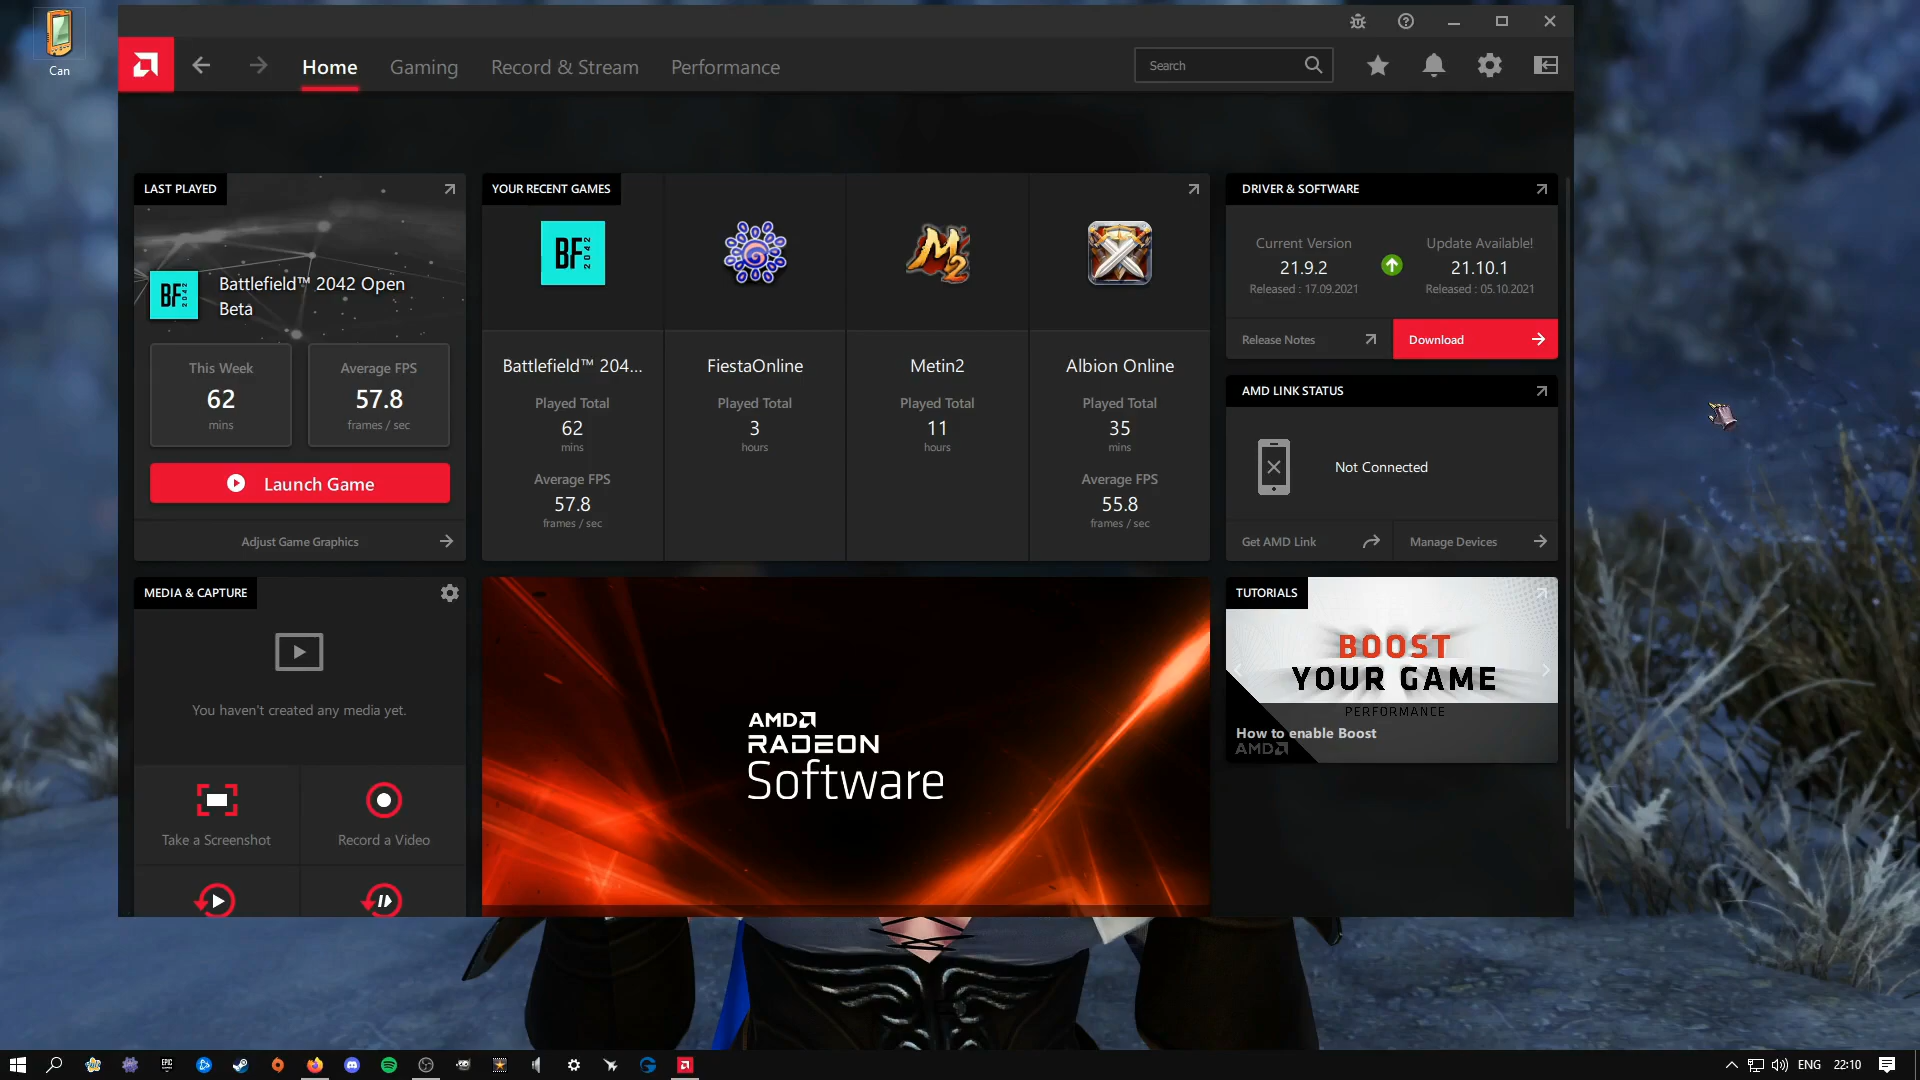 Can
Home
Gaming
Record & Stream
Performance
Search
LAST PLAYED
BF
2042
Battlefield™ 2042 Open
Beta
This Week
62
mins
Average FPS
57.8
frames / sec
Launch Game
Adjust Game Graphics
YOUR RECENT GAMES
BF
2042
Battlefield™ 204...
Played Total
62
mins
Average FPS
57.8
frames / sec
FiestaOnline
Played Total
3
hours
M2
Metin2
Played Total
11
hours
Albion Online
Played Total
35
mins
Average FPS
55.8
frames / sec
DRIVER & SOFTWARE
Current Version
21.9.2
Released : 17.09.2021
Update Available!
21.10.1
Released : 05.10.2021
Release Notes
Download
AMD LINK STATUS
Not Connected
Get AMD Link
Manage Devices
MEDIA & CAPTURE
You haven't created any media yet.
Take a Screenshot
Record a Video
AMD
RADEON
Software
TUTORIALS
BOOST
YOUR GAME
PERFORMANCE
How to enable Boost
AMD
EPIC
ENG
22:10